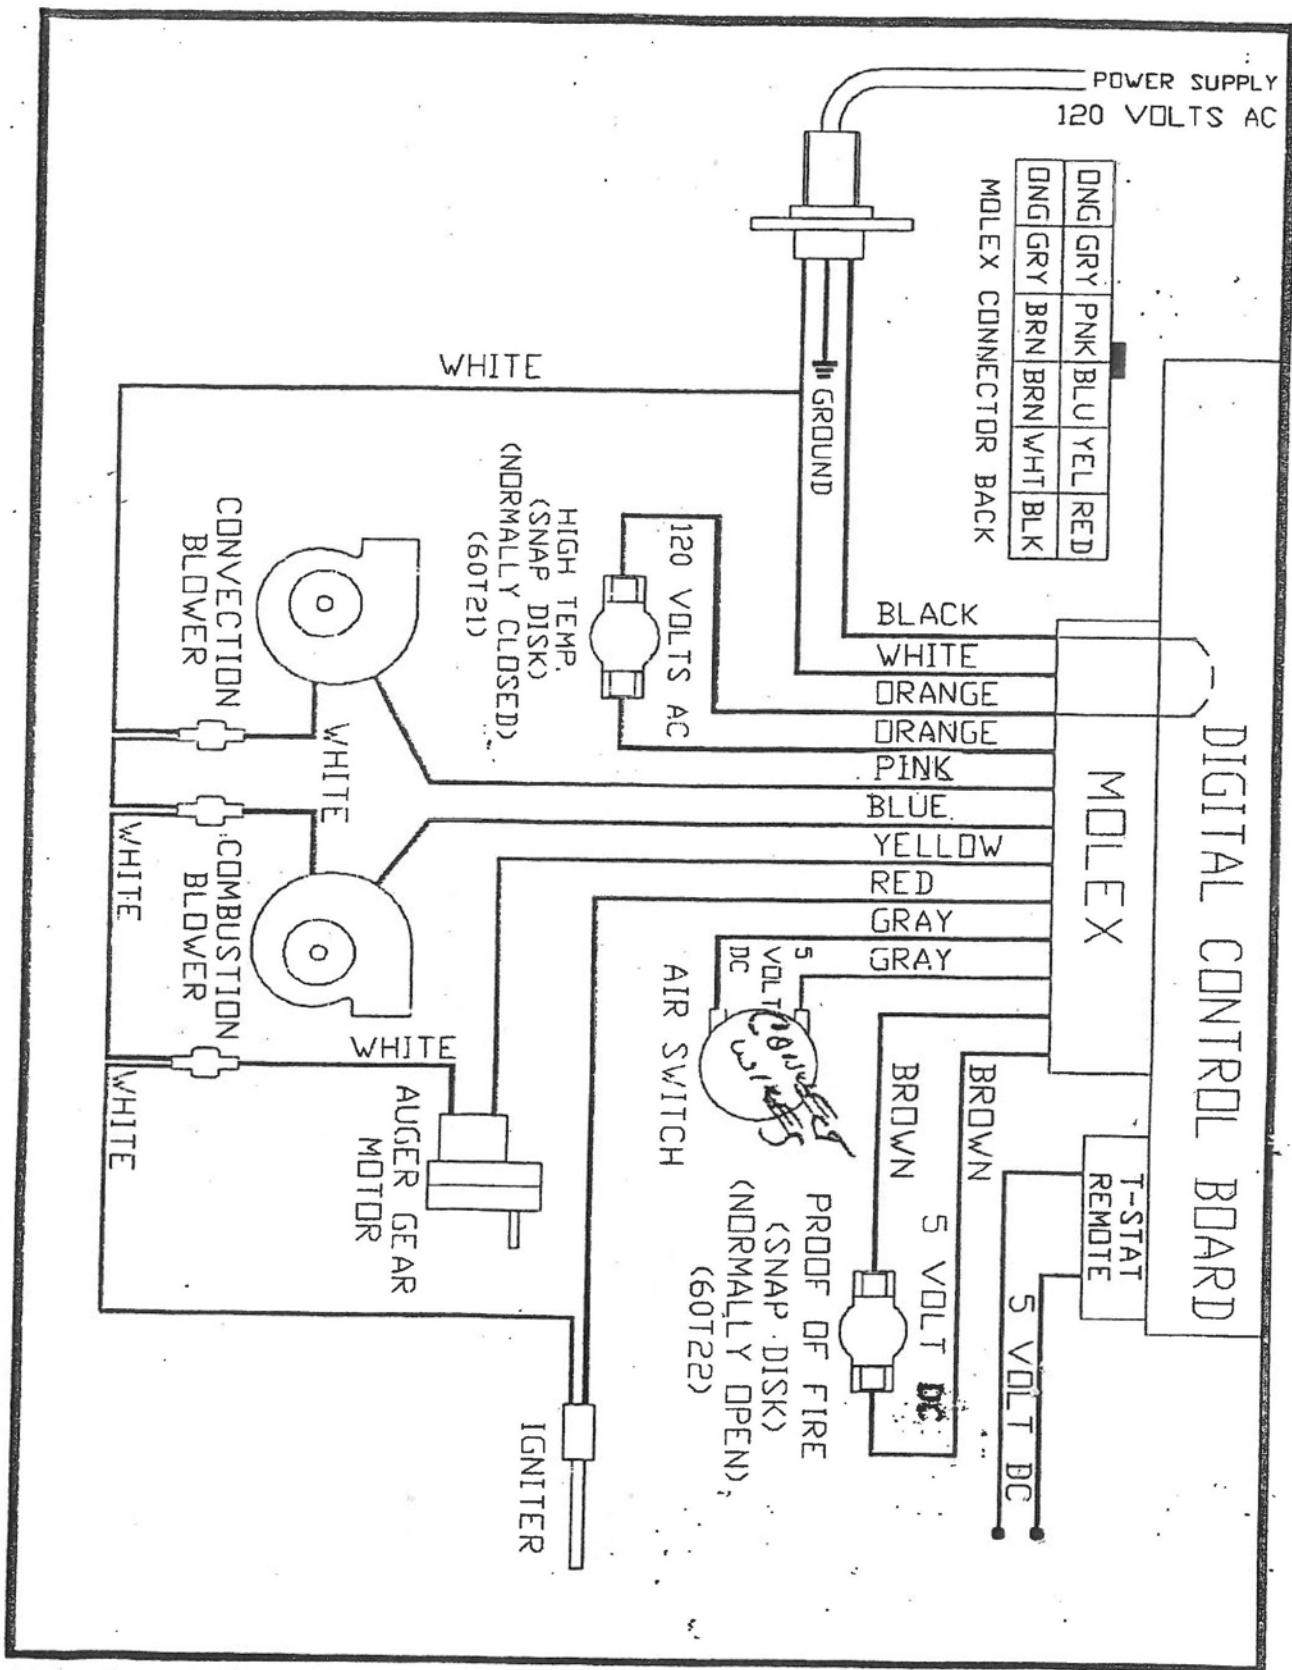 POWER SUPPLY
120 VOLTS AC
ONG GRY PNK BLU YEL RED
ONG GRY BRN BRN WHT BLK
MOLEX CONNECTOR BACK
WHITE
GROUND
HIGH TEMP.
(SNAP DISK)
(NORMALLY CLOSED)
(60T21)
120 VOLTS AC
CONVECTION
BLOWER
BLACK
WHITE
ORANGE
ORANGE
PINK
BLUE
YELLOW
RED
GRAY
GRAY
MOLEX
DIGITAL CONTROL BOARD
WHITE
WHITE
COMBUSTION
BLOWER
5
VOLT
DC
AIR SWITCH
WHITE
WHITE
AUGER GEAR
MOTOR
BROWN
BROWN
T-STAT
REMOTE
PROOF OF FIRE
(SNAP DISK)
(NORMALLY OPEN)
(60T22)
5 VOLT DC
5 VOLT DC
IGNITER